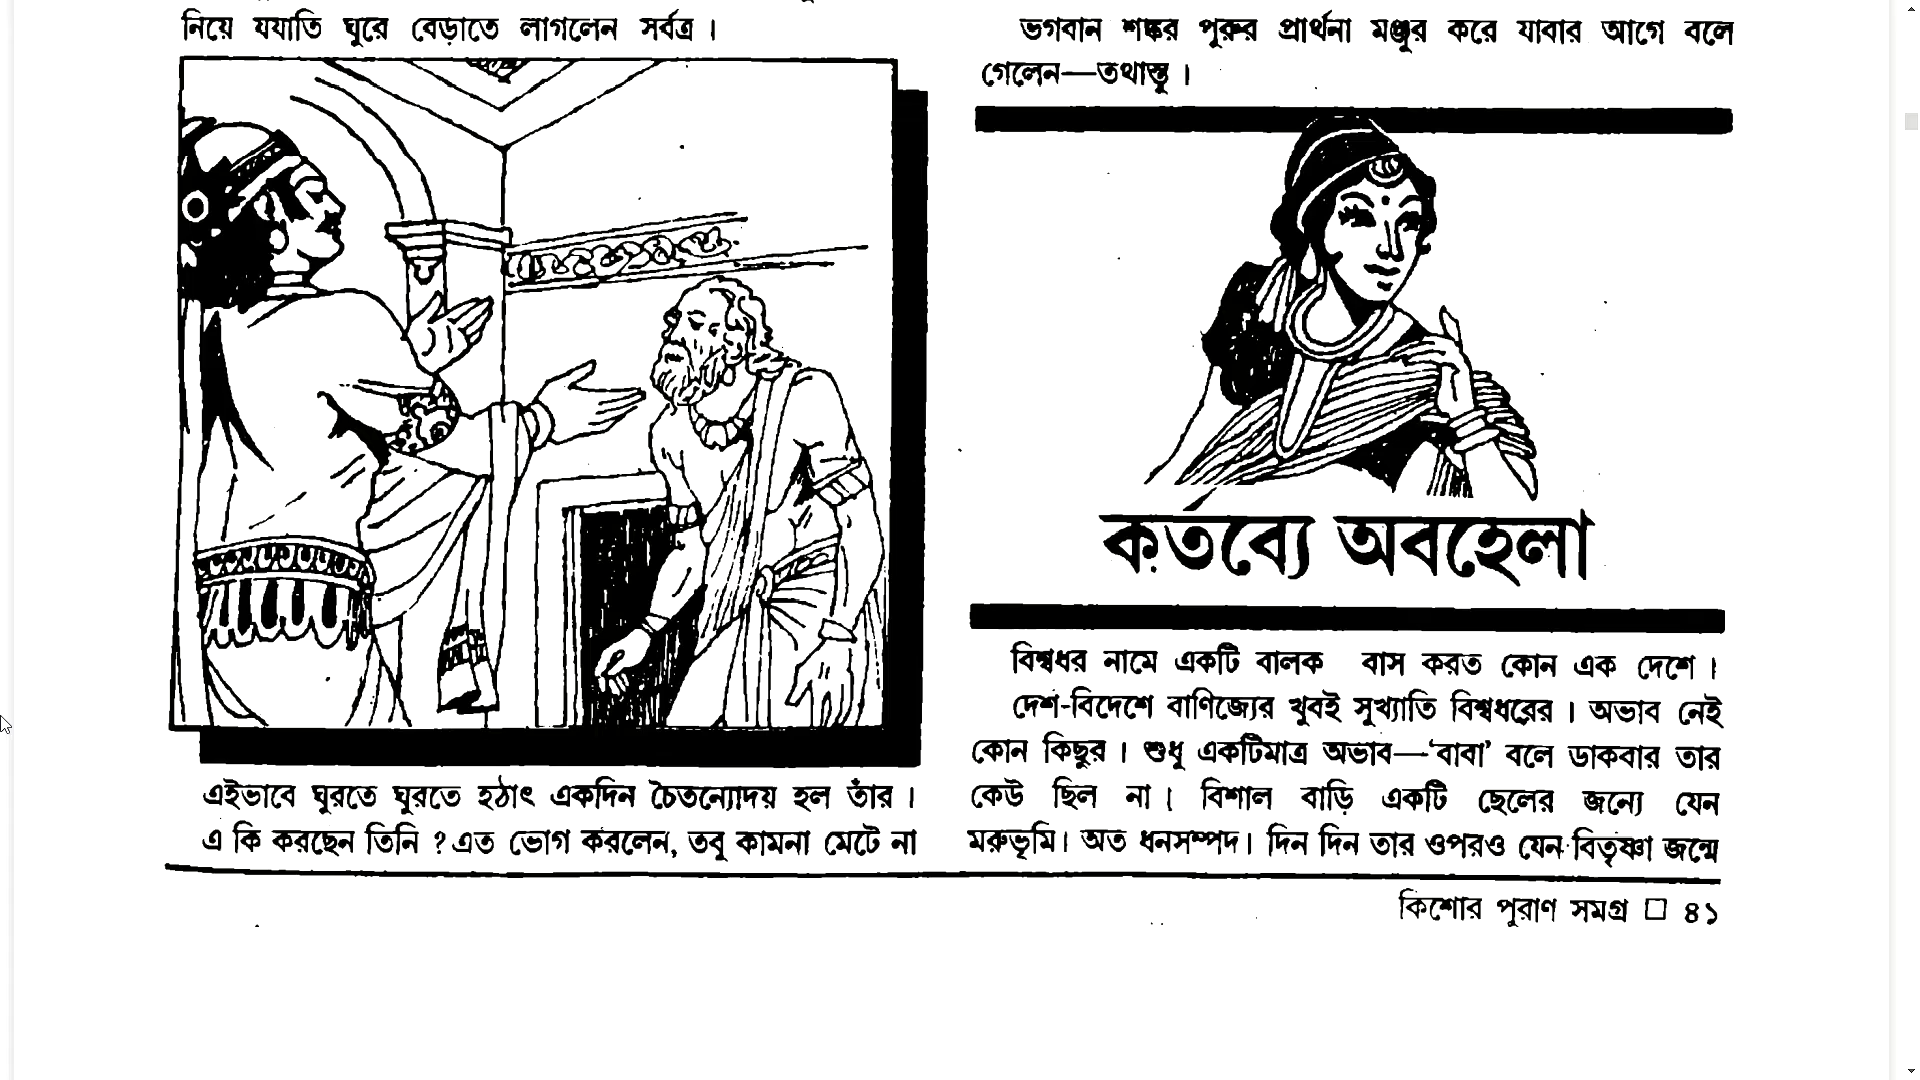 নিয়ে যযাতি ঘুরে বেড়াতে লাগলেন সর্বত্র ।
এইভাবে ঘুরতে ঘুরতে হঠাৎ একদিন চৈতন্যোদয় হল তাঁর ।
এ কি করছেন তিনি ? এত ভোগ করলেন, তবু কামনা মেটে না
ভগবান শঙ্কর পুরুর প্রার্থনা মঞ্জুর করে যাবার আগে বলে
গেলেন—তথাস্তু ।
কর্তব্যে অবহেলা
বিশ্বধর নামে একটি বালক বাস করত কোন এক দেশে ।
দেশ-বিদেশে বাণিজ্যের খুবই সুখ্যাতি বিশ্বধরের । অভাব নেই
কোন কিছুর । শুধু একটিমাত্র অভাব—‘বাবা’ বলে ডাকবার তার
কেউ ছিল না । বিশাল বাড়ি একটি ছেলের জন্যে যেন
মরুভূমি। অত ধনসম্পদ। দিন দিন তার ওপরও যেন বিতৃষ্ণা জন্মে
কিশোর পুরাণ সমগ্র □ ৪১